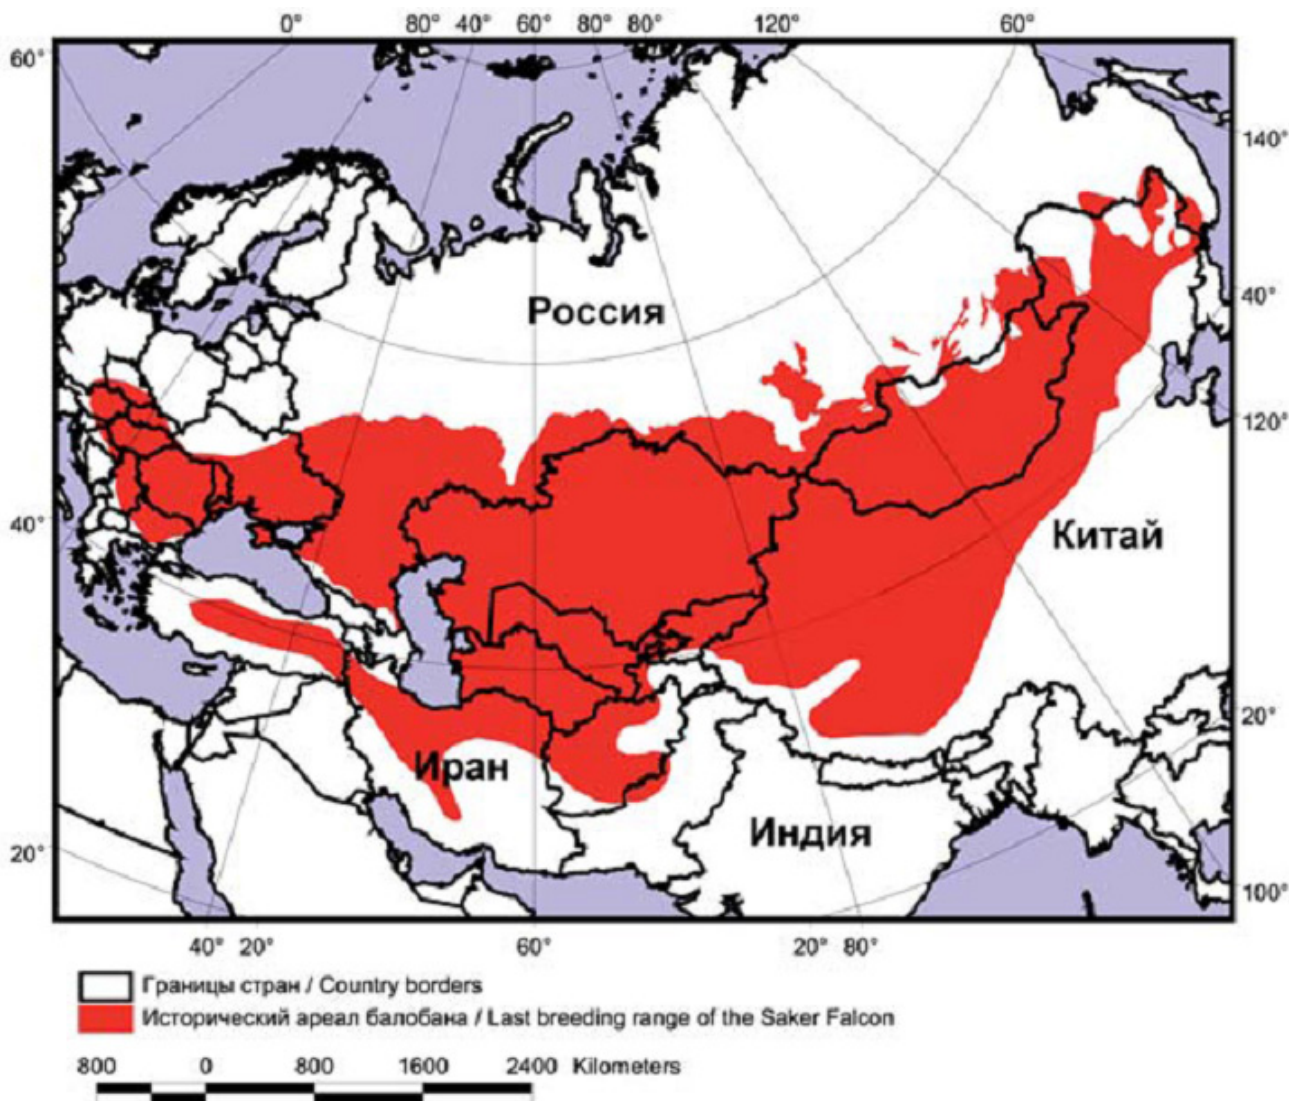 0° 80° 40° 60° 80° 80° 120° 60°
60°
140°
Россия
40°
120°
40°
Китай
20°
Иран
Индия
20°
100°
40° 20° 60° 20° 80°
Границы стран / Country borders
Исторический ареал балобана / Last breeding range of the Saker Falcon
800 0 800 1600 2400 Kilometers